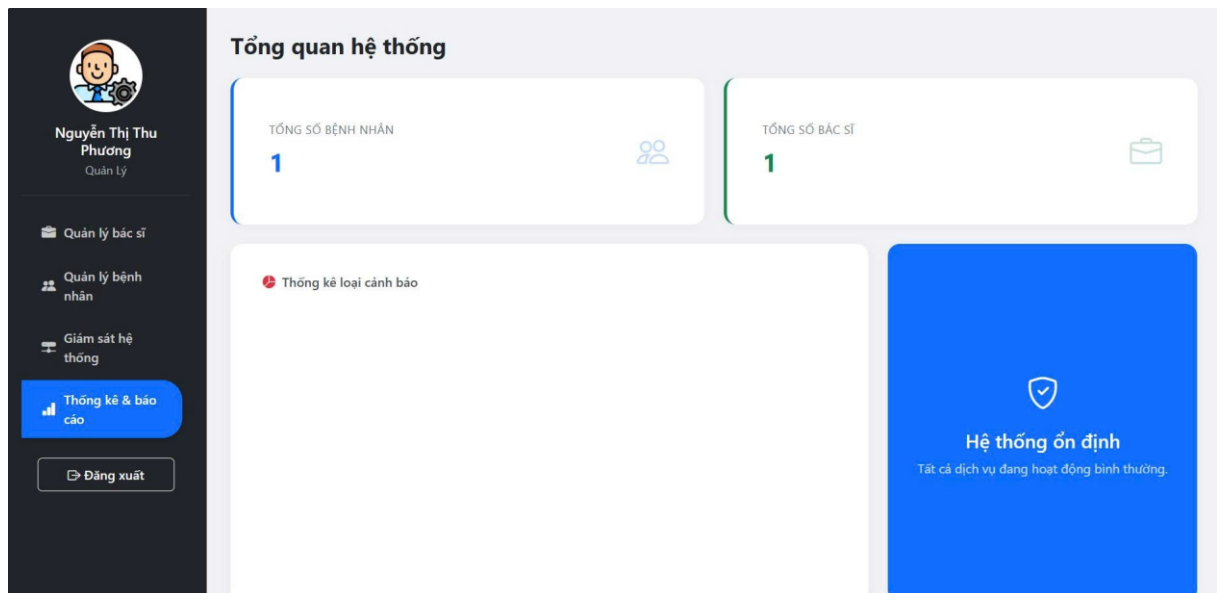 Nguyễn Thị Thu
Phương
Quản Lý
Quản lý bác sĩ
Quản lý bệnh
nhân
Giám sát hệ
thống
Thống kê & báo
cáo
Đăng xuất
Tổng quan hệ thống
TỔNG SỐ BỆNH NHÂN
1
TỔNG SỐ BÁC SĨ
1
Thống kê loại cảnh báo
Hệ thống ổn định
Tất cả dịch vụ đang hoạt động bình thường.